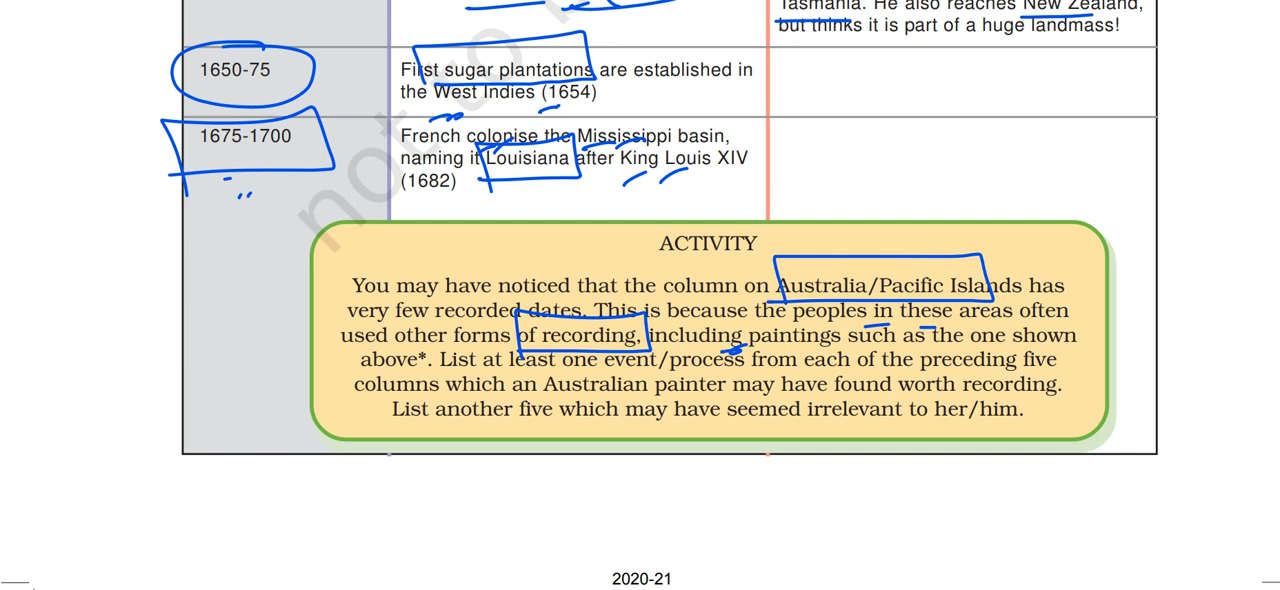 Tasmania. He also reaches New Zealand,
but thinks it is part of a huge landmass!
1650-75
First sugar plantations are established in
the West Indies (1654)
1675-1700
French colonise the Mississippi basin,
naming it Louisiana after King Louis XIV
(1682)
not to
ACTIVITY
You may have noticed that the column on Australia/Pacific Islands has
very few recorded dates. This is because the peoples in these areas often
used other forms of recording, including paintings such as the one shown
above*. List at least one event/process from each of the preceding five
columns which an Australian painter may have found worth recording.
List another five which may have seemed irrelevant to her/him.
2020-21